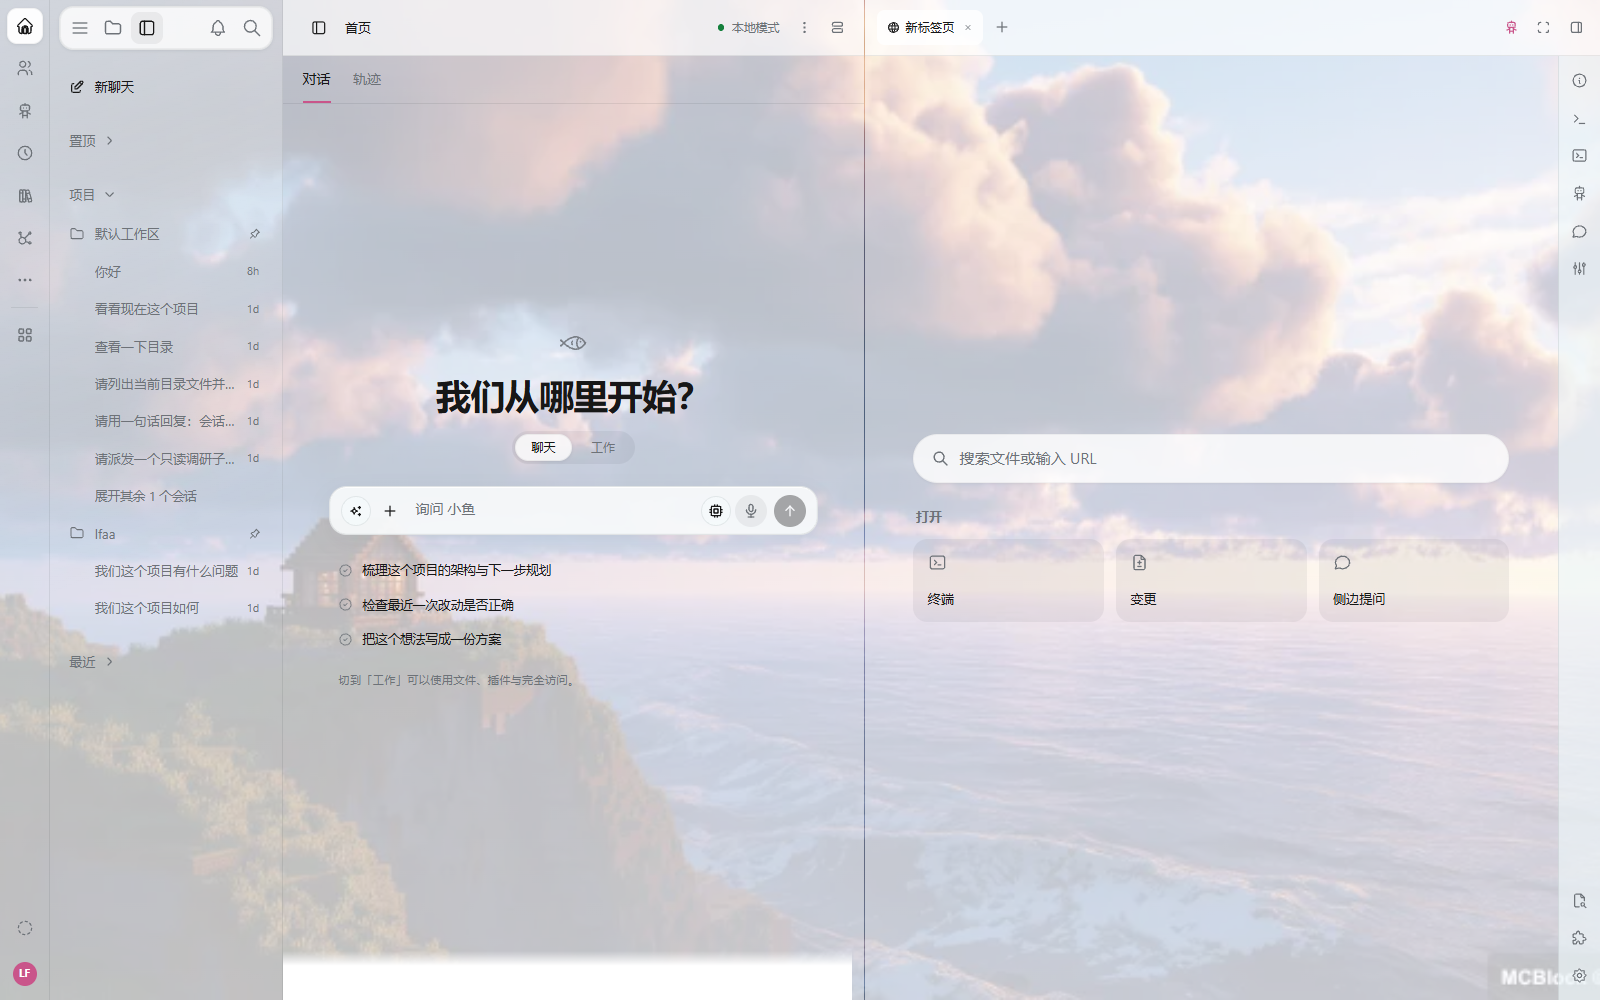 首页
本地模式
新标签页
对话
轨迹
新聊天
置顶
项目
默认工作区
你好 8h
看看现在这个项目 1d
查看一下目录 1d
请列出当前目录文件并... 1d
请用一句话回复：会话... 1d
请派发一个只读调研子... 1d
展开其余 1 个会话
lfaa
我们这个项目有什么问题 1d
我们这个项目如何 1d
最近
LF
我们从哪里开始?
聊天
工作
询问 小鱼
梳理这个项目的架构与下一步规划
检查最近一次改动是否正确
把这个想法写成一份方案
切到「工作」可以使用文件、插件与完全访问。
搜索文件或输入 URL
打开
终端
变更
侧边提问